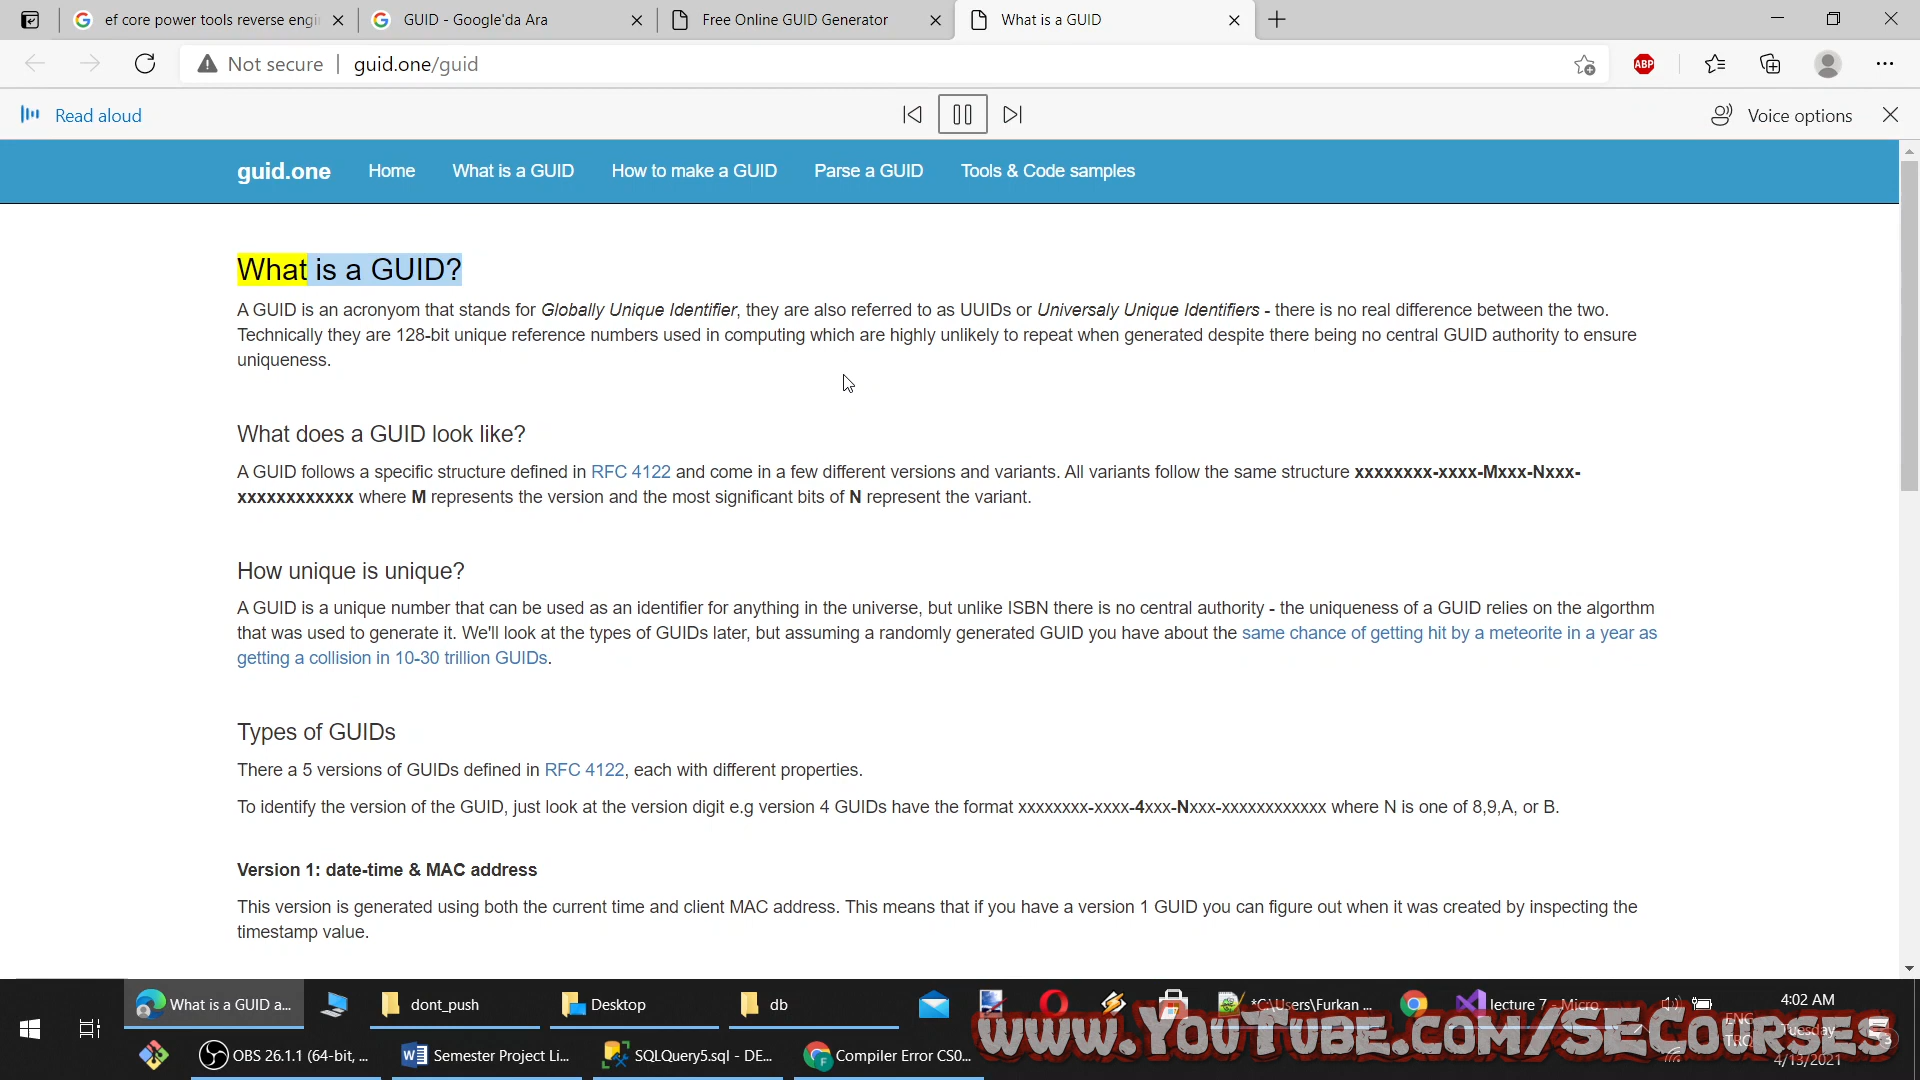 ef core power tools reverse engi
GUID - Google'da Ara
Free Online GUID Generator
What is a GUID
Not secure
guid.one/guid
ABP
Read aloud
Voice options
guid.one
Home
What is a GUID
How to make a GUID
Parse a GUID
Tools & Code samples
What is a GUID?
A GUID is an acronyom that stands for Globally Unique Identifier, they are also referred to as UUIDs or Universaly Unique Identifiers - there is no real difference between the two.
Technically they are 128-bit unique reference numbers used in computing which are highly unlikely to repeat when generated despite there being no central GUID authority to ensure
uniqueness.
What does a GUID look like?
A GUID follows a specific structure defined in RFC 4122 and come in a few different versions and variants. All variants follow the same structure xxxxxxxx-xxxx-Mxxx-Nxxx-
xxxxxxxxxxxx where M represents the version and the most significant bits of N represent the variant.
How unique is unique?
A GUID is a unique number that can be used as an identifier for anything in the universe, but unlike ISBN there is no central authority - the uniqueness of a GUID relies on the algorthm
that was used to generate it. We'll look at the types of GUIDs later, but assuming a randomly generated GUID you have about the same chance of getting hit by a meteorite in a year as
getting a collision in 10-30 trillion GUIDs.
Types of GUIDs
There a 5 versions of GUIDs defined in RFC 4122, each with different properties.
To identify the version of the GUID, just look at the version digit e.g version 4 GUIDs have the format xxxxxxxx-xxxx-4xxx-Nxxx-xxxxxxxxxxxx where N is one of 8,9,A, or B.
Version 1: date-time & MAC address
This version is generated using both the current time and client MAC address. This means that if you have a version 1 GUID you can figure out when it was created by inspecting the
timestamp value.
What is a GUID a...
dont_push
Desktop
db
*C:\Users\Furkan ...
lecture 7 - Micro...
4:02 AM
ENG
Tuesday
TRQ
4/13/2021
OBS 26.1.1 (64-bit, ...
Semester Project Li...
SQLQuery5.sql - DE...
Compiler Error CS0...
www.YouTube.com/SECourses